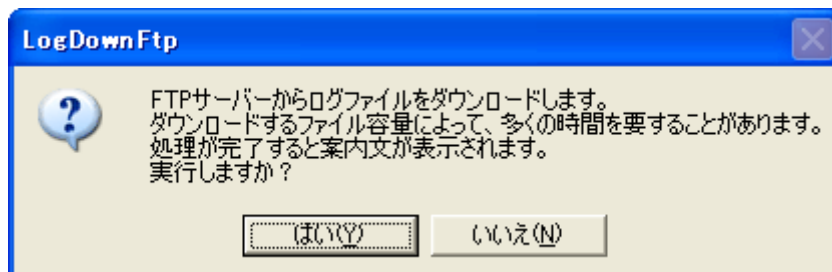 LogDownFtp
FTPサーバーからログファイルをダウンロードします。
ダウンロードするファイル容量によって、多くの時間を要することがあります。
処理が完了すると案内文が表示されます。
実行しますか？
はい(Y) いいえ(N)